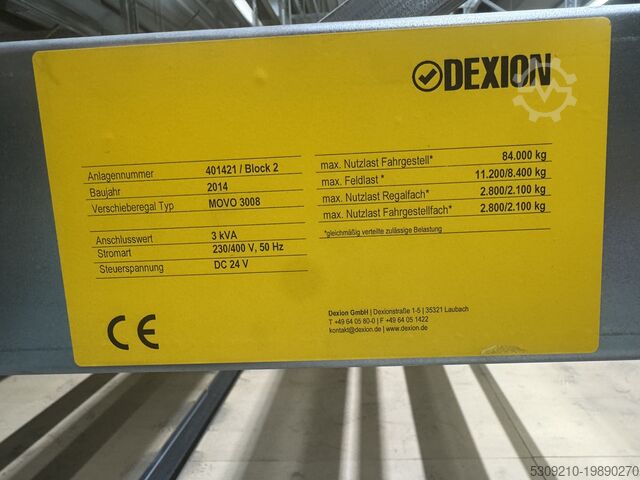 DEXION
Anlagennummer 401421 / Block 2
Baujahr 2014
Verschieberegal Typ MOVO 3008
Anschlusswert 3 kVA
Stromart 230/400 V, 50 Hz
Steuerspannung DC 24 V
max. Nutzlast Fahrgestell* 84.000 kg
max. Feldlast * 11.200/8.400 kg
max. Nutzlast Regalfach* 2.800/2.100 kg
max. Nutzlast Fahrgestellfach* 2.800/2.100 kg
*gleichmäßig verteilte zulässige Belastung
CE
Dexion GmbH | Dexionstraße 1-5 | 35321 Laubach
T +49 64 05 80-0 | F +49 64 05 1422
kontakt@dexion.de | www.dexion.de
5309210-19890270